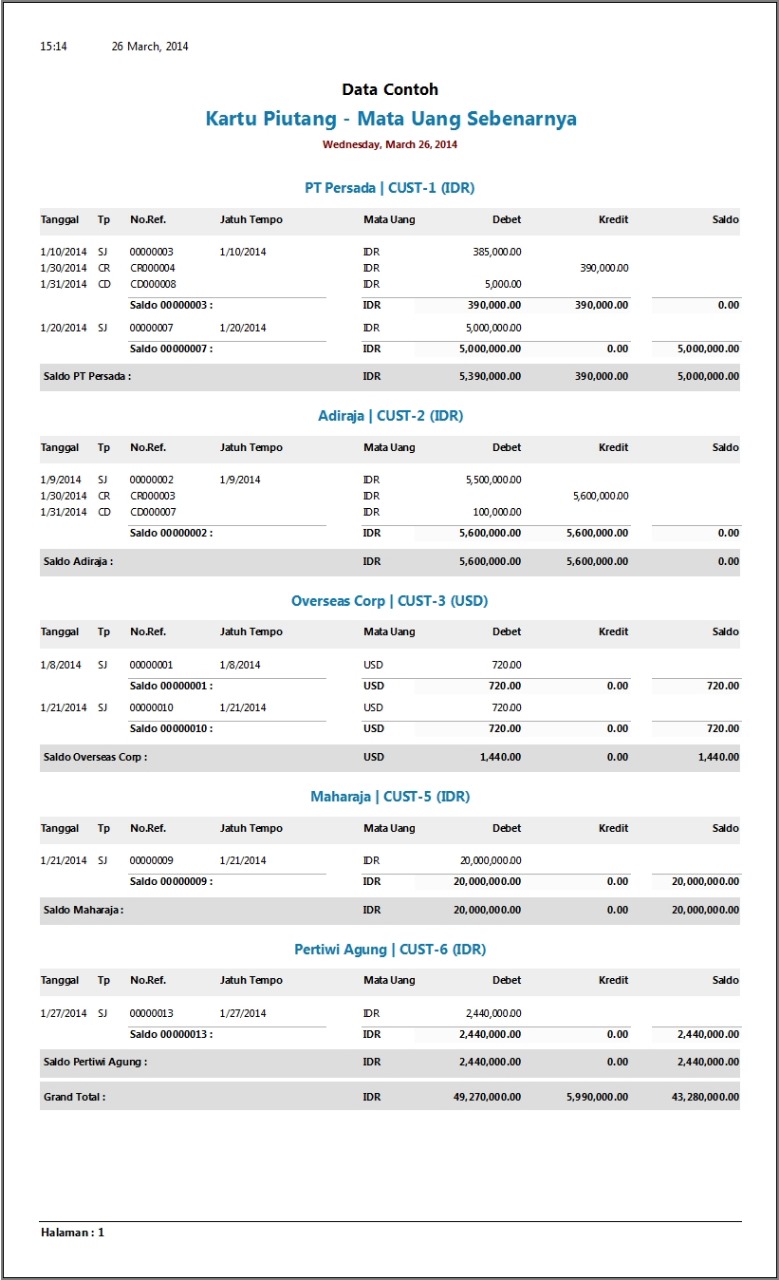 15:14 26 March, 2014
Data Contoh
Kartu Piutang - Mata Uang Sebenarnya
Wednesday, March 26, 2014
PT Persada | CUST-1 (IDR)
Tanggal Tp No.Ref. Jatuh Tempo Mata Uang Debet Kredit Saldo
1/10/2014 SJ 00000003 1/10/2014 IDR 385,000.00
1/30/2014 CR CR000004 IDR 390,000.00
1/31/2014 CD CD000008 IDR 5,000.00
Saldo 00000003 : IDR 390,000.00 390,000.00 0.00
1/20/2014 SJ 00000007 1/20/2014 IDR 5,000,000.00
Saldo 00000007 : IDR 5,000,000.00 0.00 5,000,000.00
Saldo PT Persada : IDR 5,390,000.00 390,000.00 5,000,000.00
Adiraja | CUST-2 (IDR)
Tanggal Tp No.Ref. Jatuh Tempo Mata Uang Debet Kredit Saldo
1/9/2014 SJ 00000002 1/9/2014 IDR 5,500,000.00
1/30/2014 CR CR000003 IDR 5,600,000.00
1/31/2014 CD CD000007 IDR 100,000.00
Saldo 00000002 : IDR 5,600,000.00 5,600,000.00 0.00
Saldo Adiraja : IDR 5,600,000.00 5,600,000.00 0.00
Overseas Corp | CUST-3 (USD)
Tanggal Tp No.Ref. Jatuh Tempo Mata Uang Debet Kredit Saldo
1/8/2014 SJ 00000001 1/8/2014 USD 720.00
Saldo 00000001 : USD 720.00 0.00 720.00
1/21/2014 SJ 00000010 1/21/2014 USD 720.00
Saldo 00000010 : USD 720.00 0.00 720.00
Saldo Overseas Corp : USD 1,440.00 0.00 1,440.00
Maharaja | CUST-5 (IDR)
Tanggal Tp No.Ref. Jatuh Tempo Mata Uang Debet Kredit Saldo
1/21/2014 SJ 00000009 1/21/2014 IDR 20,000,000.00
Saldo 00000009 : IDR 20,000,000.00 0.00 20,000,000.00
Saldo Maharaja : IDR 20,000,000.00 0.00 20,000,000.00
Pertiwi Agung | CUST-6 (IDR)
Tanggal Tp No.Ref. Jatuh Tempo Mata Uang Debet Kredit Saldo
1/27/2014 SJ 00000013 1/27/2014 IDR 2,440,000.00
Saldo 00000013 : IDR 2,440,000.00 0.00 2,440,000.00
Saldo Pertiwi Agung : IDR 2,440,000.00 0.00 2,440,000.00
Grand Total : IDR 49,270,000.00 5,990,000.00 43,280,000.00
Halaman : 1